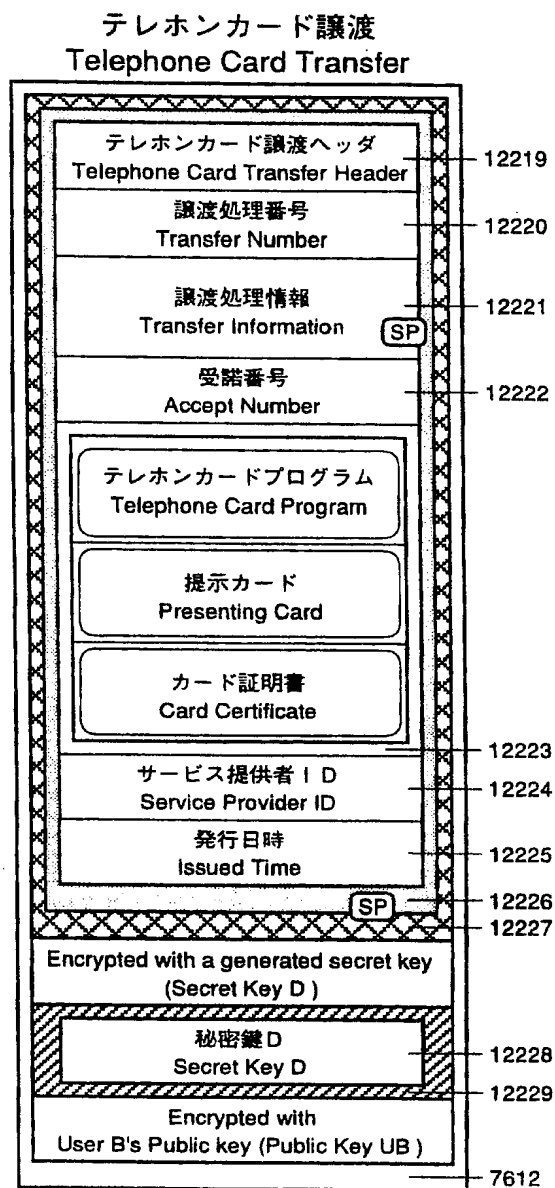 テレホンカード譲渡
Telephone Card Transfer
テレホンカード譲渡ヘッダ
Telephone Card Transfer Header
12219
譲渡処理番号
Transfer Number
12220
譲渡処理情報
Transfer Information
12221
SP
受諾番号
Accept Number
12222
テレホンカードプログラム
Telephone Card Program
提示カード
Presenting Card
カード証明書
Card Certificate
12223
サービス提供者ID
Service Provider ID
12224
発行日時
Issued Time
12225
12226
SP
12227
Encrypted with a generated secret key
(Secret Key D )
秘密鍵D
Secret Key D
12228
12229
Encrypted with
User B's Public key (Public Key UB )
7612